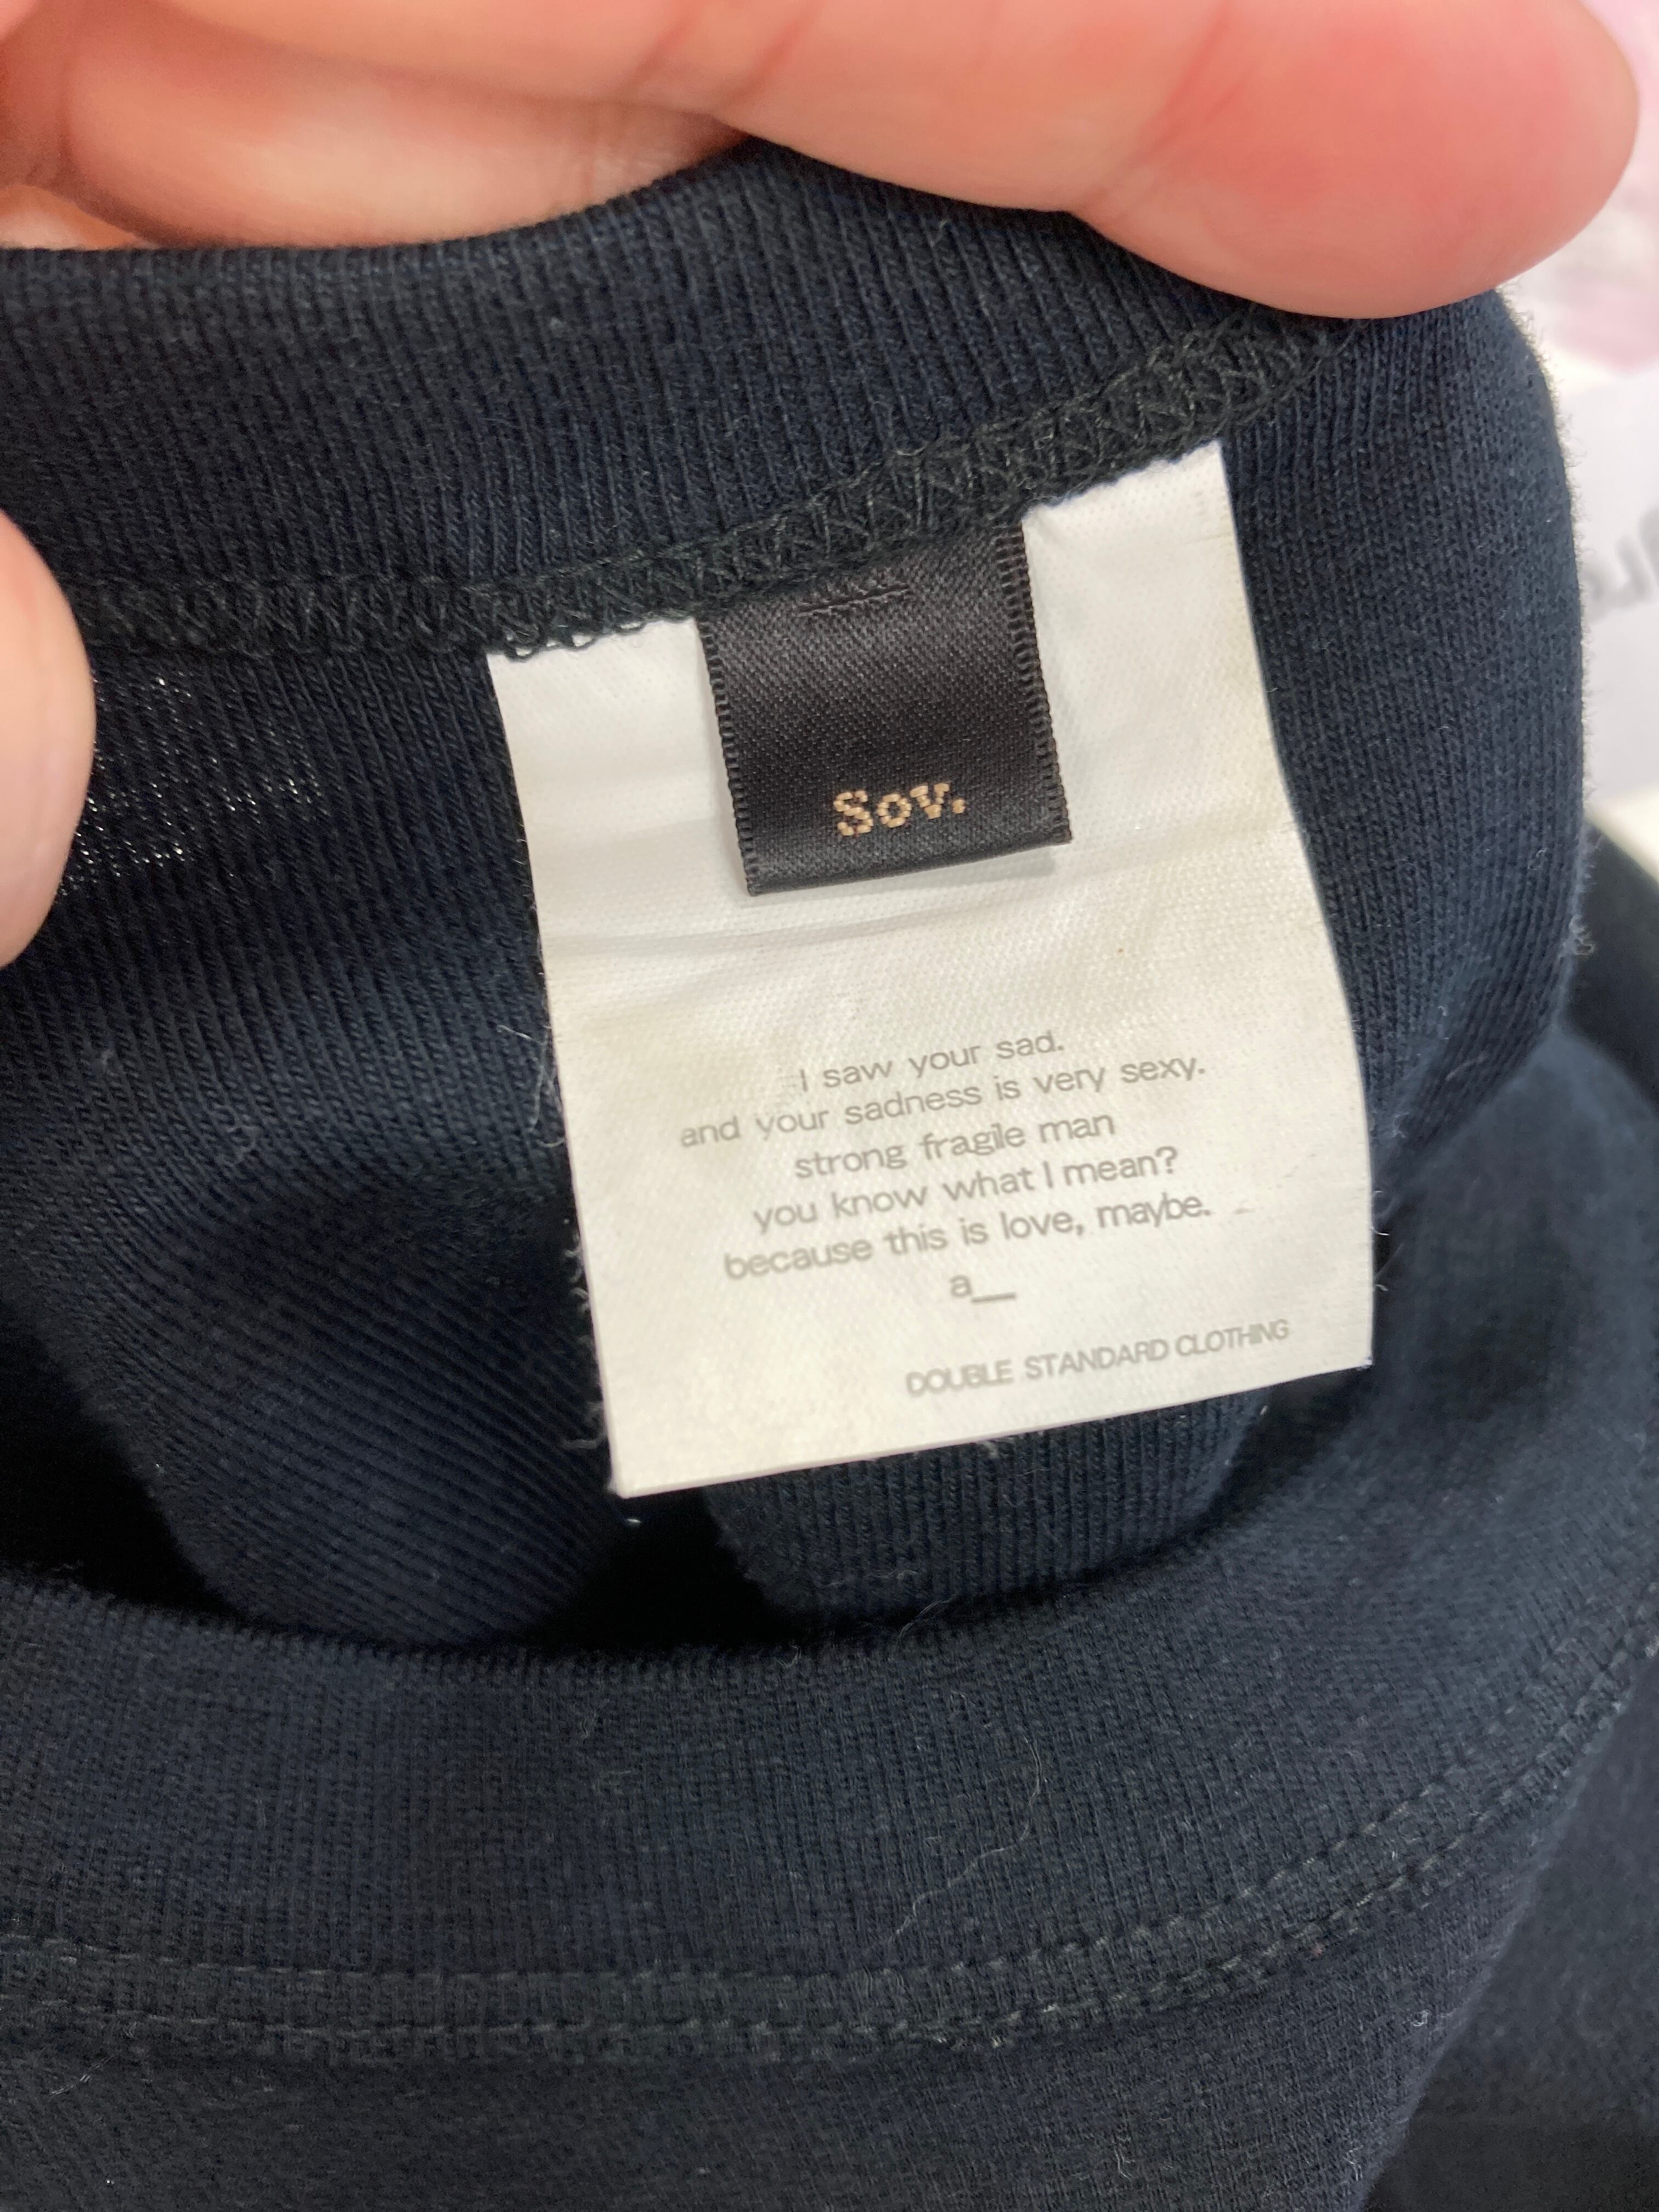 Sov.
I saw your sad.
and your sadness is very sexy.
strong fragile man
you know what I mean?
because this is love, maybe.
a__
DOUBLE STANDARD CLOTHING